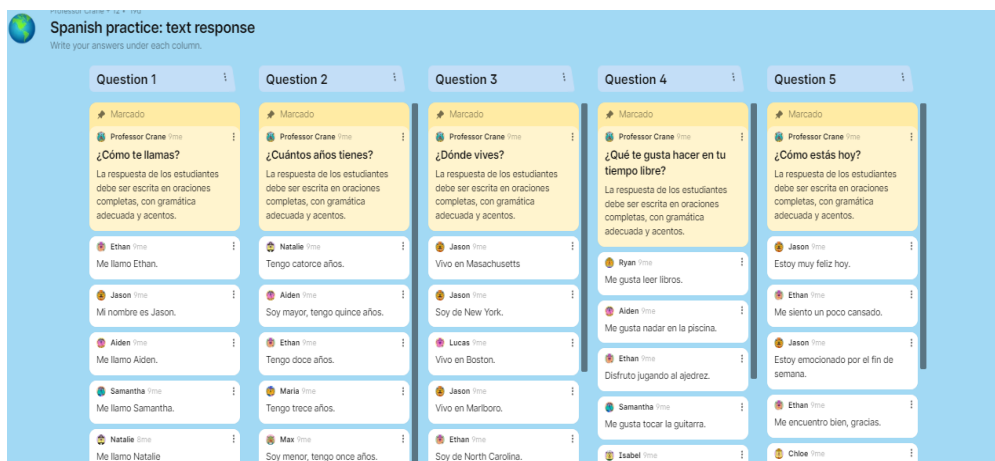 Professor Crane + 12 •
Spanish practice: text response
Write your answers under each column.
Question 1
Marcado
Professor Crane 9me
¿Cómo te llamas?
La respuesta de los estudiantes
debe ser escrita en oraciones
completas, con gramática
adecuada y acentos.
Ethan 9me
Me llamo Ethan.
Jason 9me
Mi nombre es Jason.
Aiden 9me
Me llamo Aiden.
Samantha 9me
Me llamo Samantha.
Natalie 8me
Me llamo Natalie
Question 2
Marcado
Professor Crane 9me
¿Cuántos años tienes?
La respuesta de los estudiantes
debe ser escrita en oraciones
completas, con gramática
adecuada y acentos.
Natalie 9me
Tengo catorce años.
Aiden 9me
Soy mayor, tengo quince años.
Ethan 9me
Tengo doce años.
Maria 9me
Tengo trece años.
Max 9me
Soy menor, tengo once años.
Question 3
Marcado
Professor Crane 9me
¿Dónde vives?
La respuesta de los estudiantes
debe ser escrita en oraciones
completas, con gramática
adecuada y acentos.
Jason 9me
Vivo en Masachusetts
Jason 9me
Soy de New York.
Lucas 9me
Vivo en Boston.
Jason 9me
Vivo en Marlboro.
Ethan 9me
Soy de North Carolina.
Question 4
Marcado
Professor Crane 9me
¿Qué te gusta hacer en tu
tiempo libre?
La respuesta de los estudiantes
debe ser escrita en oraciones
completas, con gramática
adecuada y acentos.
Ryan 9me
Me gusta leer libros.
Aiden 9me
Me gusta nadar en la piscina.
Ethan 9me
Disfruto jugando al ajedrez.
Samantha 9me
Me gusta tocar la guitarra.
Isabel 9me
Question 5
Marcado
Professor Crane 9me
¿Cómo estás hoy?
La respuesta de los estudiantes
debe ser escrita en oraciones
completas, con gramática
adecuada y acentos.
Jason 9me
Estoy muy feliz hoy.
Ethan 9me
Me siento un poco cansado.
Jason 9me
Estoy emocionado por el fin de
semana.
Ethan 9me
Me encuentro bien, gracias.
Chloe 9me